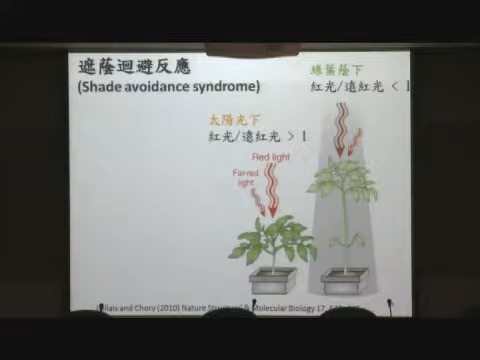 遮蔭迴避反應
(Shade avoidance syndrome)
綠葉蔭下
紅光/遠紅光 < 1
太陽光下
紅光/遠紅光 > 1
Red light
Far-red
light
and Chory (2010) Nature Structural & Molecular Biology 17,